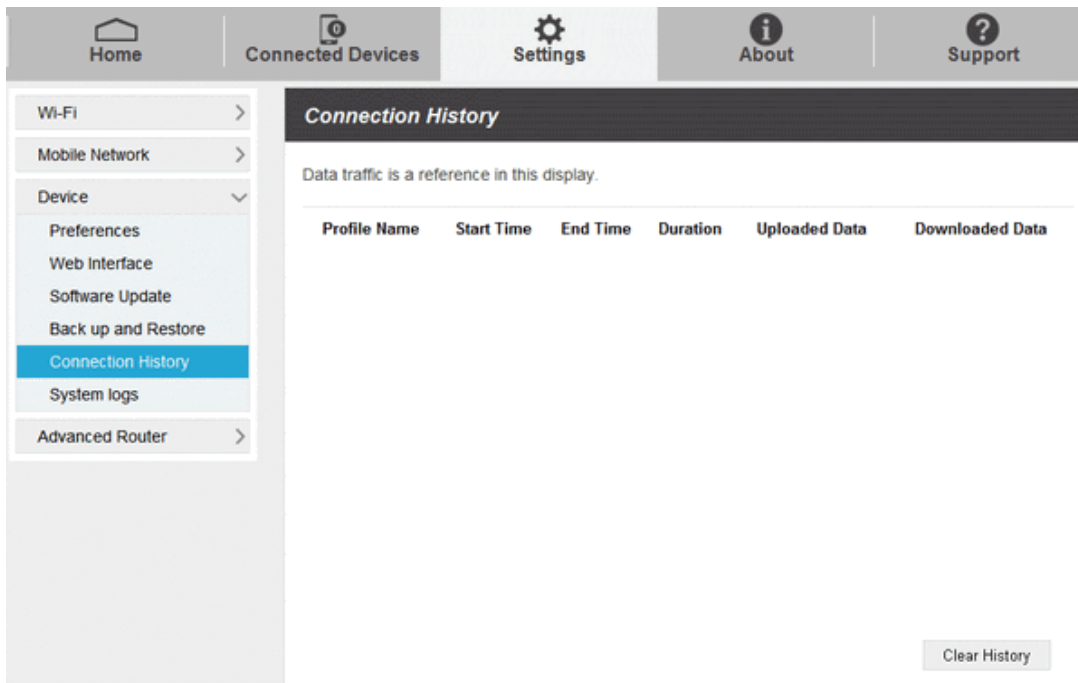 0
Home Connected Devices Settings About Support
Wi-Fi
Mobile Network
Device
Preferences
Web Interface
Software Update
Back up and Restore
Connection History
System logs
Advanced Router
Connection History
Data traffic is a reference in this display.
Profile Name Start Time End Time Duration Uploaded Data Downloaded Data
Clear History